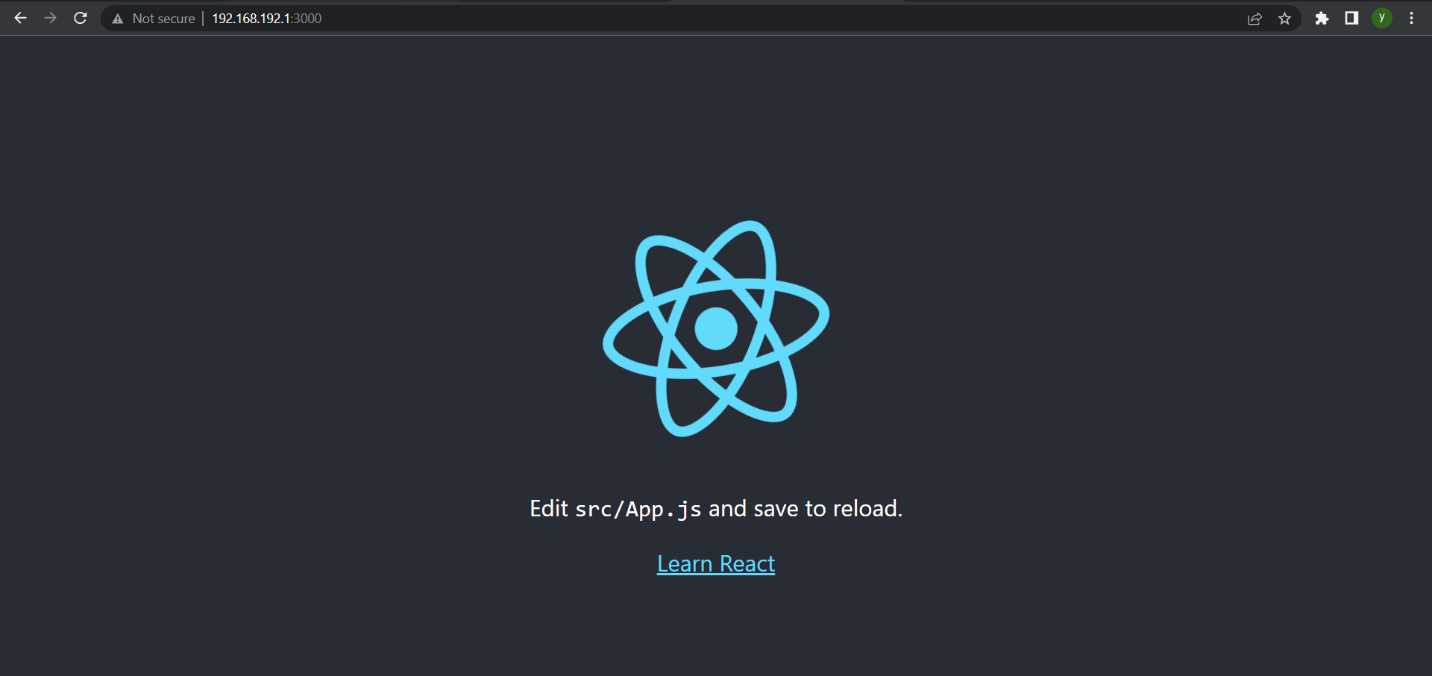 Not secure | 192.168.192.1:3000
y
Edit src/App.js and save to reload.
Learn React